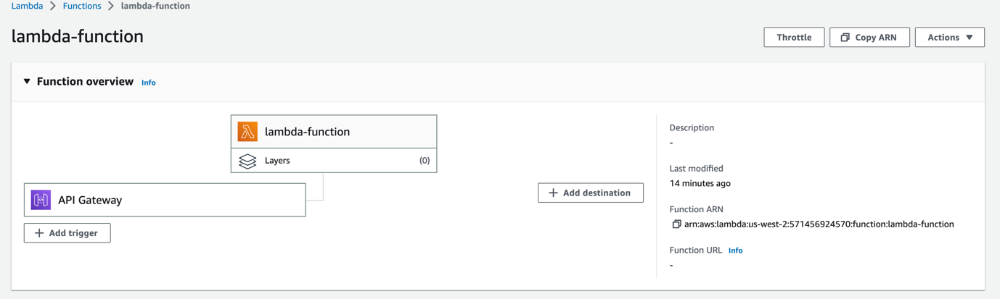 Lambda > Functions > lambda-function
lambda-function
Throttle
Copy ARN
Actions
Function overview Info
lambda-function
Layers (0)
API Gateway
+ Add trigger
+ Add destination
Description
-
Last modified
14 minutes ago
Function ARN
arn:aws:lambda:us-west-2:571456924570:function:lambda-function
Function URL Info
-